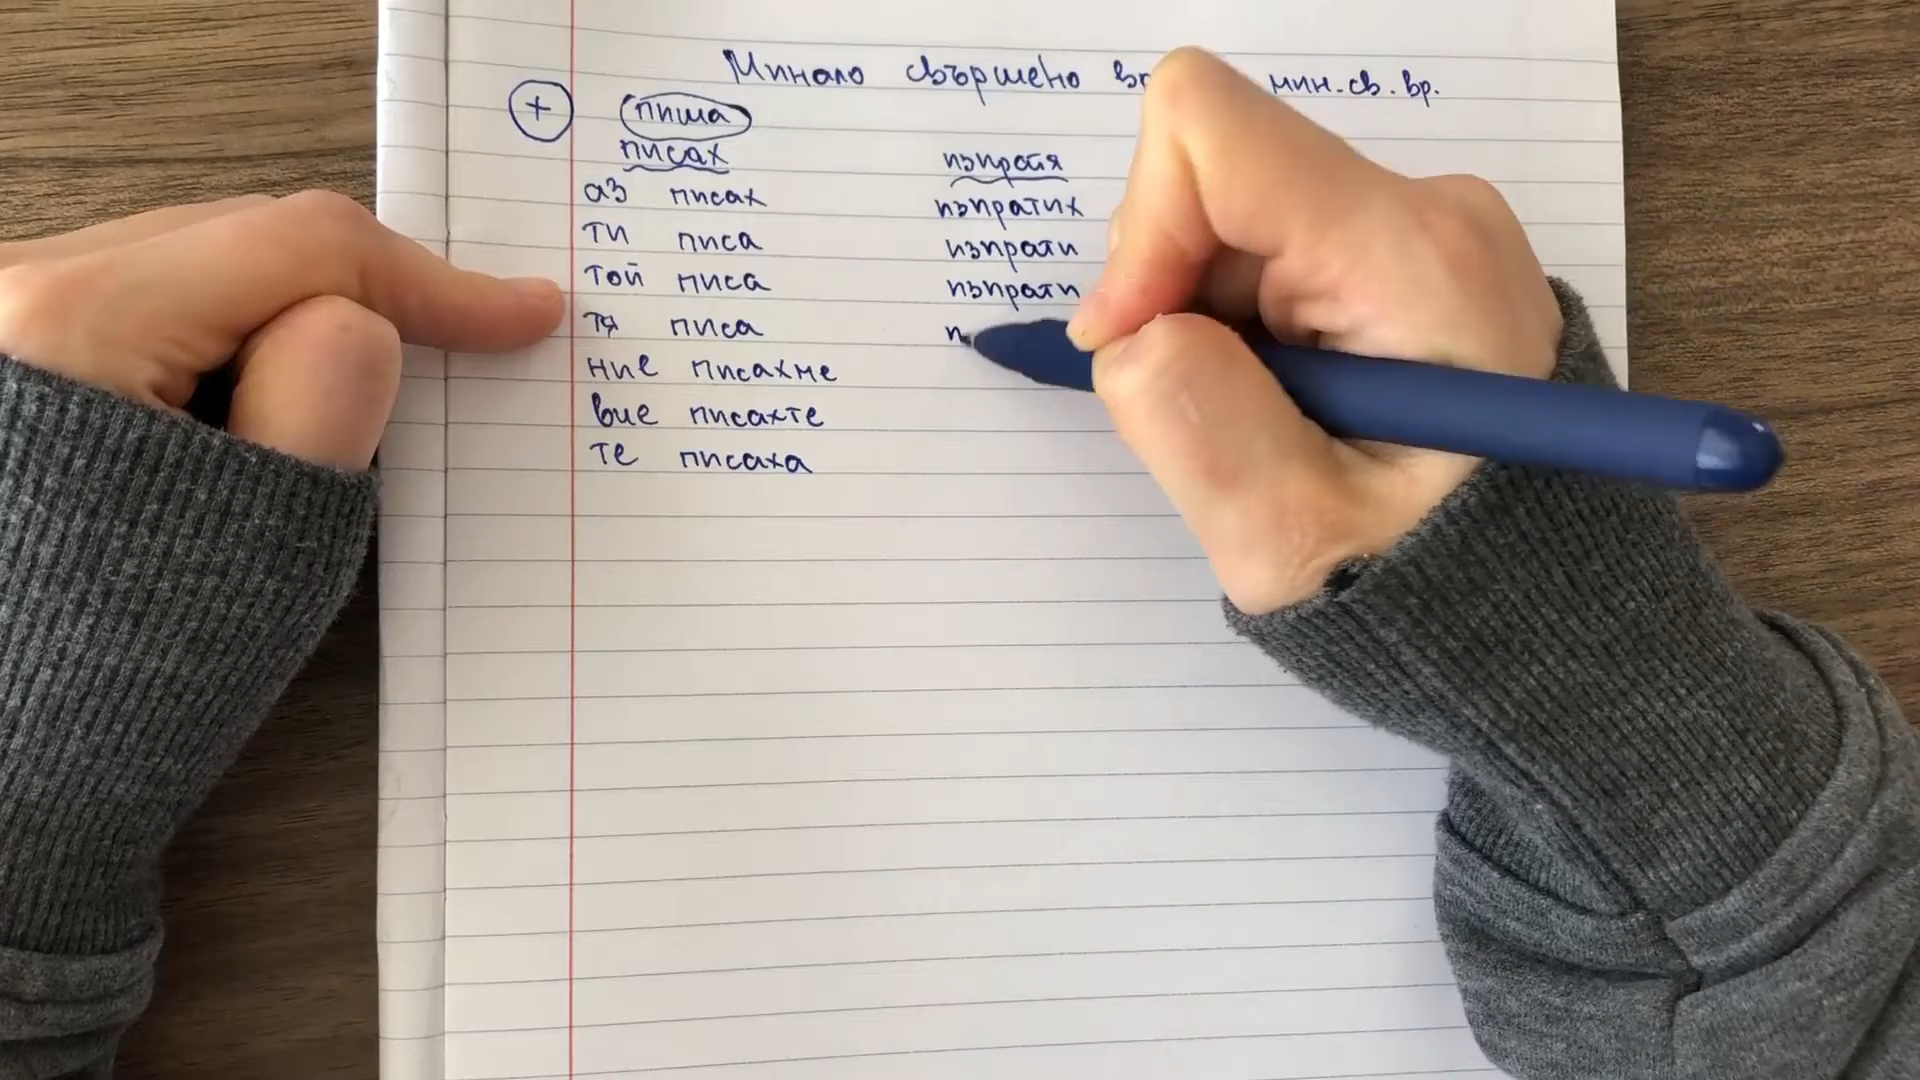 Минало свършено мин.св.вр.
+ пиша
писах изпратя
аз писах изпратих
ти писа изпрати
той писа изпрати
тя писа
ние писахме
вие писахте
те писаха